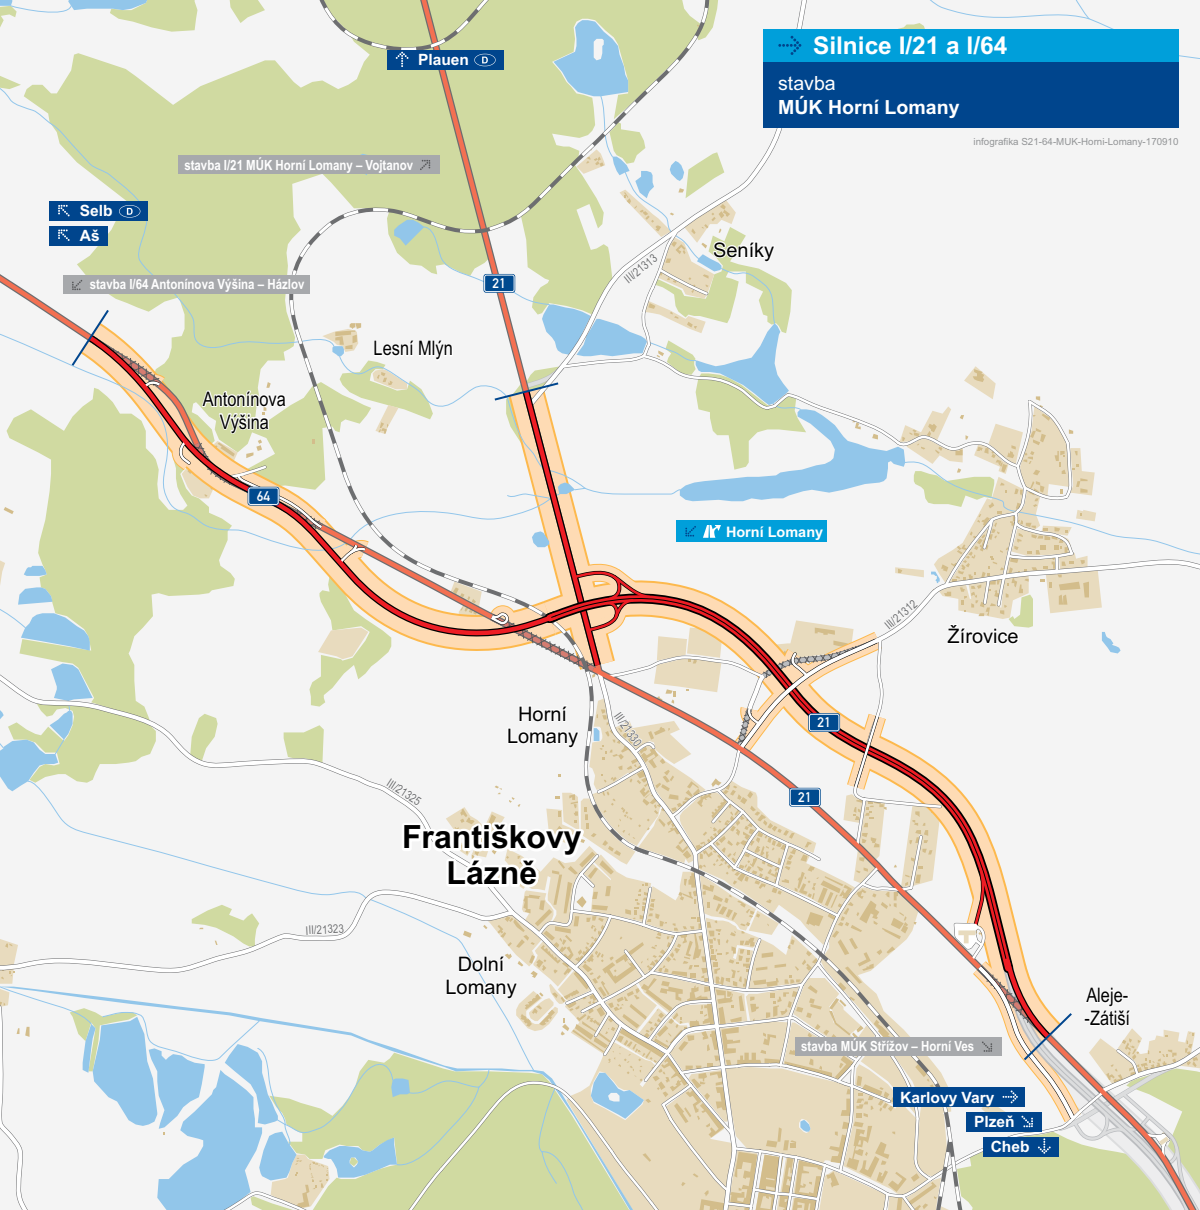 Silnice I/21 a I/64
stavba
MÚK Horní Lomany
infografika S21-64-MUK-Horni-Lomany-170910
Plauen D
stavba I/21 MÚK Horní Lomany – Vojtanov
Selb D
Aš
stavba I/64 Antonínova Výšina – Házlov
Seníky
III/21313
21
Lesní Mlýn
Antonínova
Výšina
64
Horní Lomany
III/21312
Žírovice
Horní
Lomany
III/21330
21
21
III/21325
Františkovy
Lázně
III/21323
Dolní
Lomany
Aleje-
-Zátiší
stavba MÚK Střížov – Horní Ves
Karlovy Vary
Plzeň
Cheb